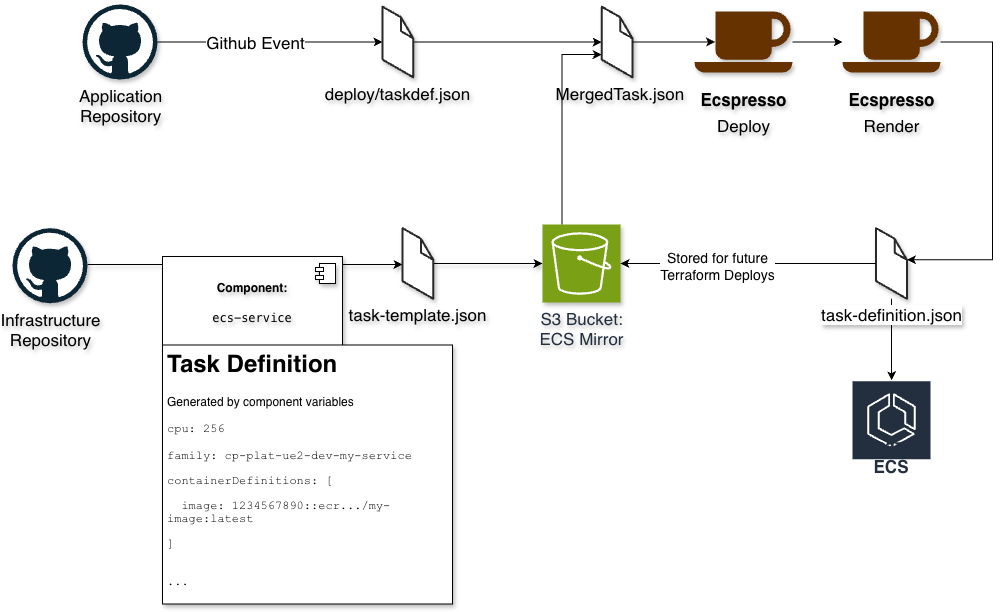 Github Event
Application
Repository
deploy/taskdef.json
MergedTask.json
Ecspresso
Deploy
Ecspresso
Render
Infrastructure
Repository
Component:
ecs-service
task-template.json
S3 Bucket:
ECS Mirror
Stored for future
Terraform Deploys
task-definition.json
ECS
Task Definition
Generated by component variables
cpu: 256
family: cp-plat-ue2-dev-my-service
containerDefinitions: [
image: 1234567890::ecr.../my-
image:latest
]
...